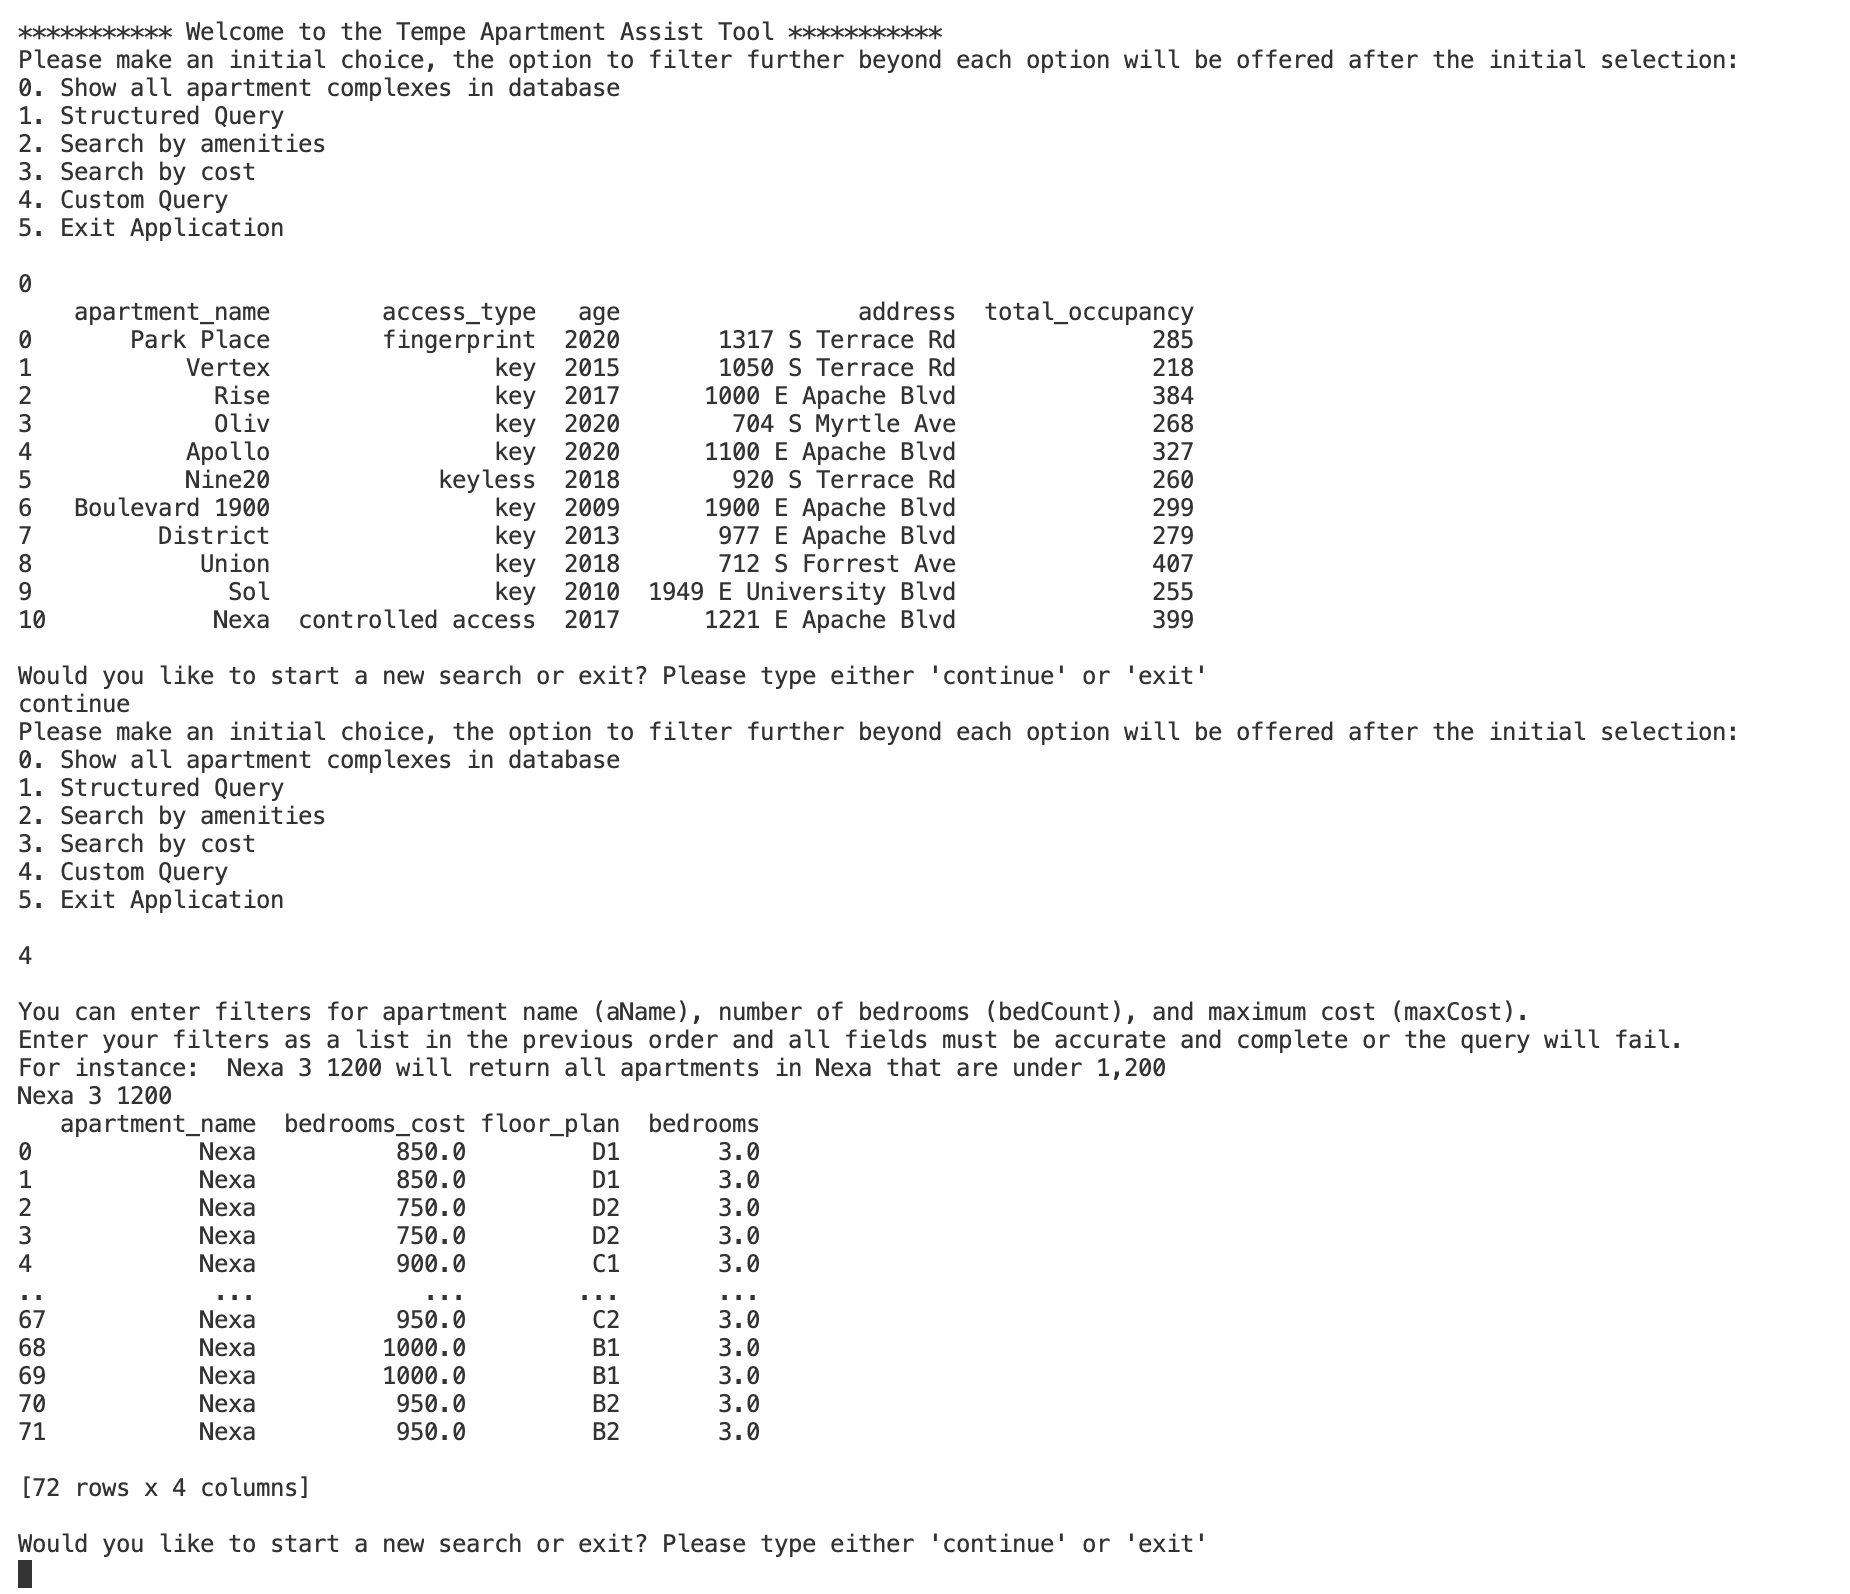 *********** Welcome to the Tempe Apartment Assist Tool ***********
Please make an initial choice, the option to filter further beyond each option will be offered after the initial selection:
0. Show all apartment complexes in database
1. Structured Query
2. Search by amenities
3. Search by cost
4. Custom Query
5. Exit Application

0
    apartment_name        access_type   age                 address  total_occupancy
0       Park Place        fingerprint  2020       1317 S Terrace Rd              285
1           Vertex                key  2015       1050 S Terrace Rd              218
2             Rise                key  2017      1000 E Apache Blvd              384
3             Oliv                key  2020        704 S Myrtle Ave              268
4           Apollo                key  2020      1100 E Apache Blvd              327
5           Nine20            keyless  2018        920 S Terrace Rd              260
6   Boulevard 1900                key  2009      1900 E Apache Blvd              299
7         District                key  2013       977 E Apache Blvd              279
8            Union                key  2018       712 S Forrest Ave              407
9              Sol                key  2010  1949 E University Blvd              255
10            Nexa  controlled access  2017      1221 E Apache Blvd              399

Would you like to start a new search or exit? Please type either 'continue' or 'exit'
continue
Please make an initial choice, the option to filter further beyond each option will be offered after the initial selection:
0. Show all apartment complexes in database
1. Structured Query
2. Search by amenities
3. Search by cost
4. Custom Query
5. Exit Application

4

You can enter filters for apartment name (aName), number of bedrooms (bedCount), and maximum cost (maxCost).
Enter your filters as a list in the previous order and all fields must be accurate and complete or the query will fail.
For instance:  Nexa 3 1200 will return all apartments in Nexa that are under 1,200
Nexa 3 1200
   apartment_name  bedrooms_cost floor_plan  bedrooms
0            Nexa          850.0         D1       3.0
1            Nexa          850.0         D1       3.0
2            Nexa          750.0         D2       3.0
3            Nexa          750.0         D2       3.0
4            Nexa          900.0         C1       3.0
..            ...            ...        ...       ...
67           Nexa          950.0         C2       3.0
68           Nexa         1000.0         B1       3.0
69           Nexa         1000.0         B1       3.0
70           Nexa          950.0         B2       3.0
71           Nexa          950.0         B2       3.0

[72 rows x 4 columns]

Would you like to start a new search or exit? Please type either 'continue' or 'exit'